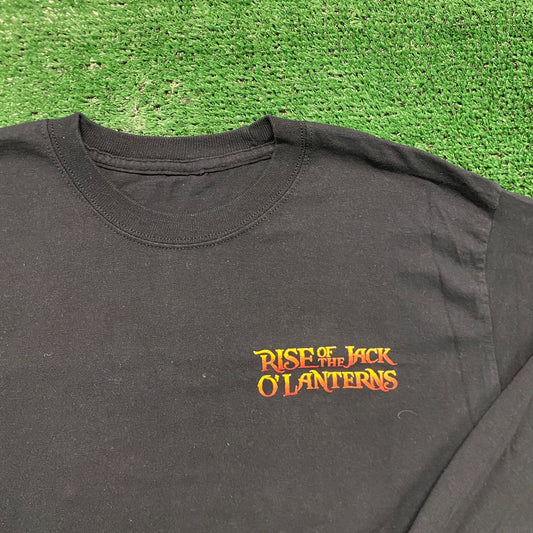 RISE OF THE JACK
O'LANTERNS